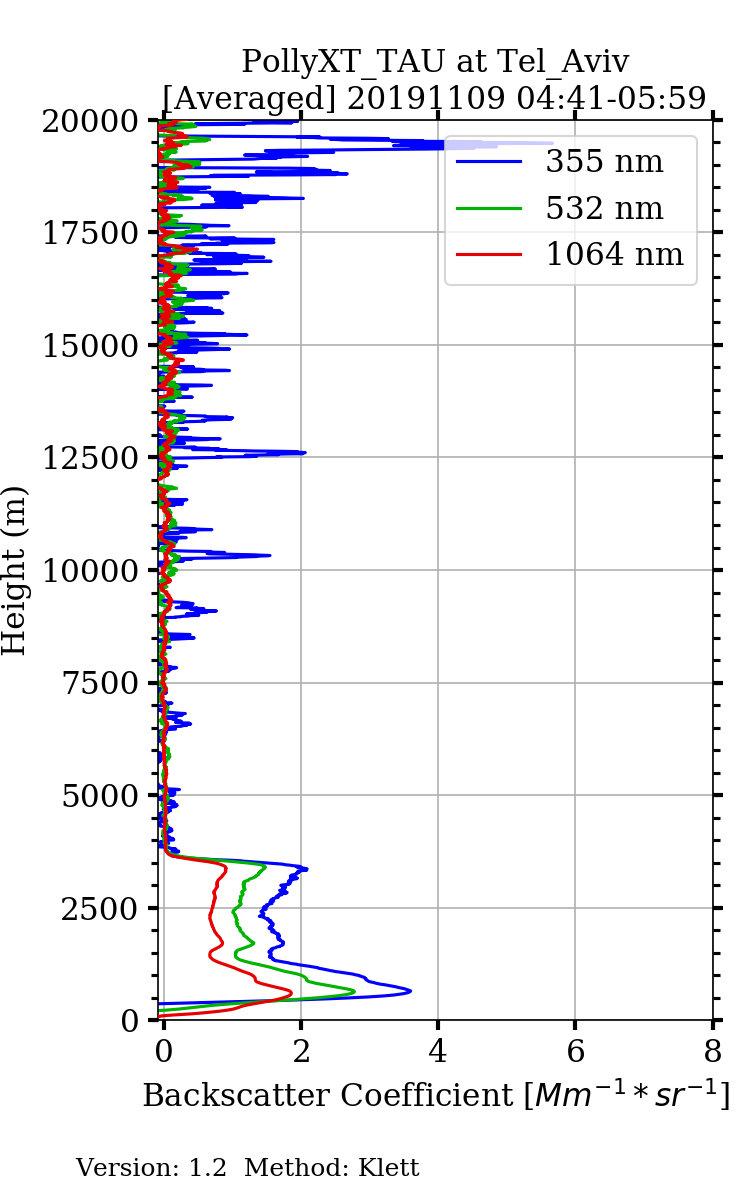 PollyXT_TAU at Tel_Aviv
[Averaged] 20191109 04:41-05:59
20000
17500
15000
12500
10000
7500
5000
2500
0
Height (m)
355 nm
532 nm
1064 nm
0 2 4 6 8
Backscatter Coefficient [Mm⁻¹ * sr⁻¹]
Version: 1.2 Method: Klett